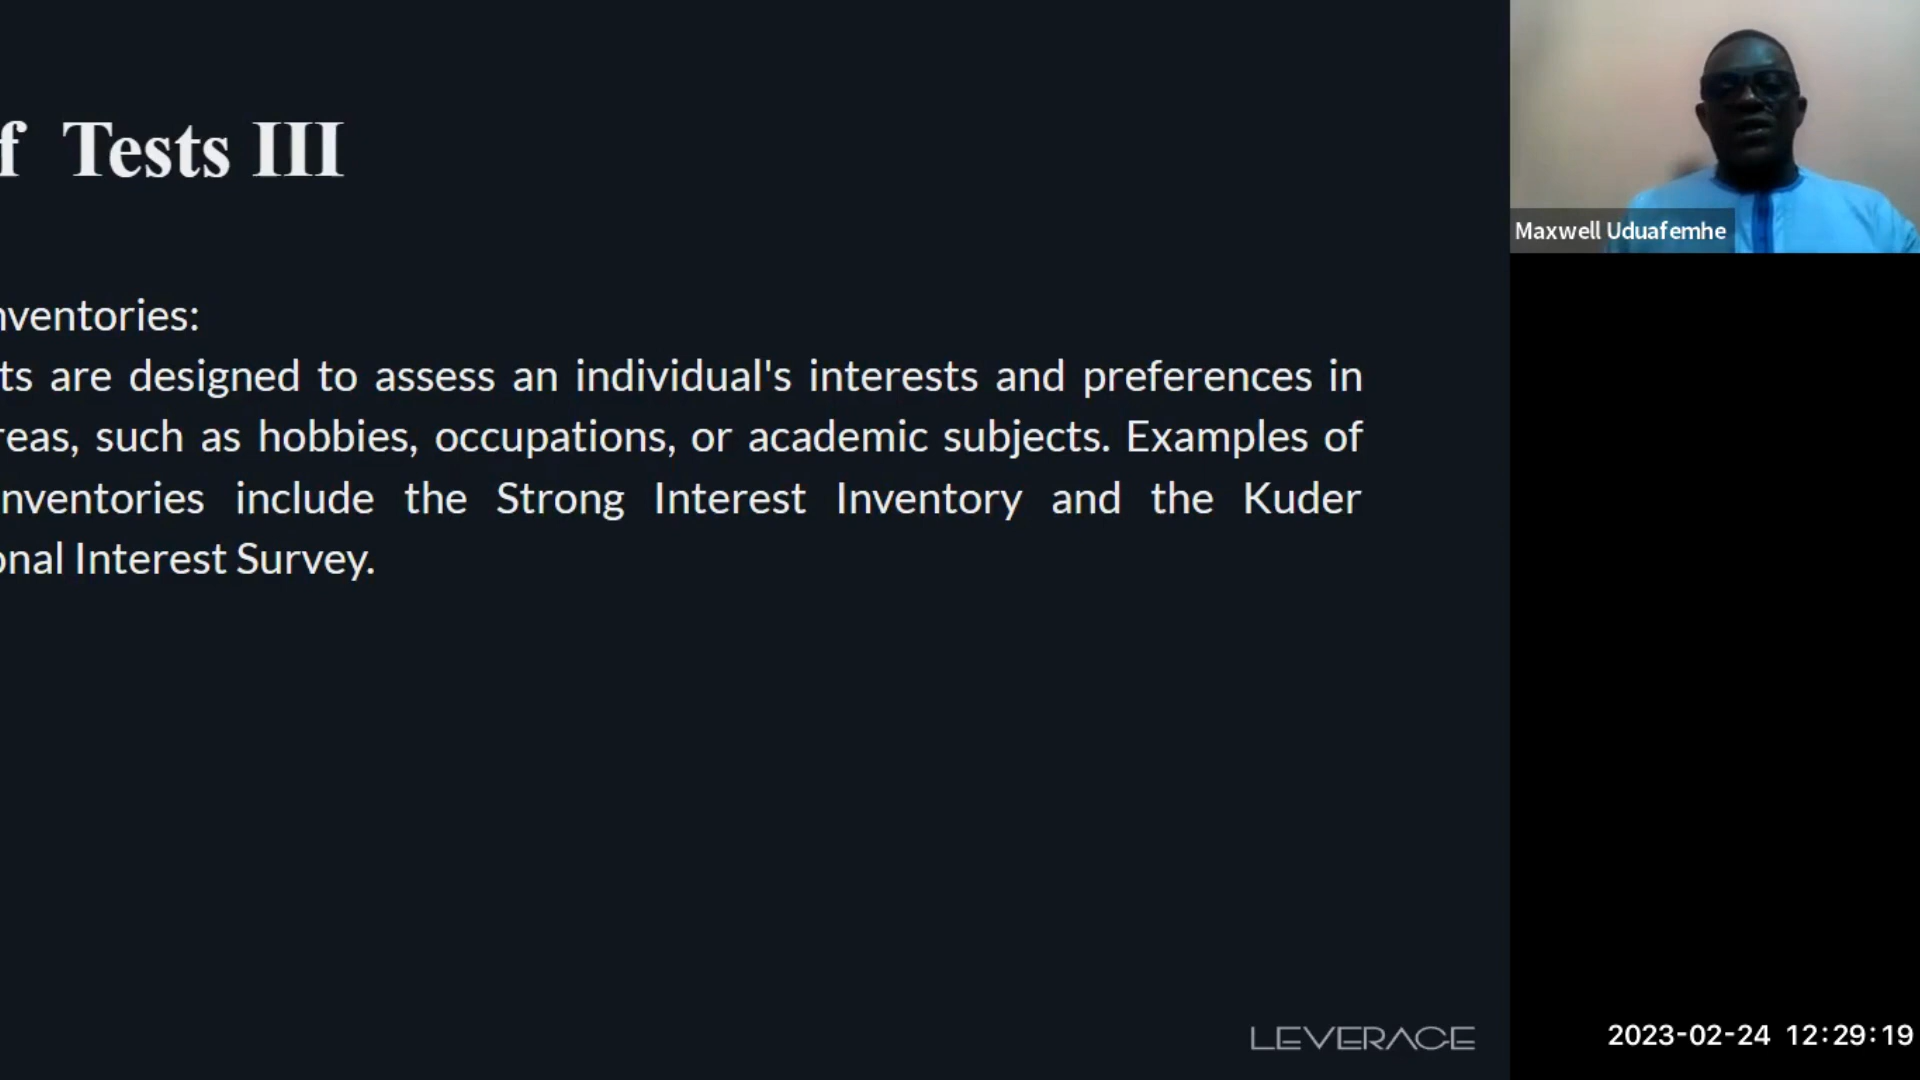 f Tests III
nventories:
ts are designed to assess an individual's interests and preferences in
reas, such as hobbies, occupations, or academic subjects. Examples of
nventories include the Strong Interest Inventory and the Kuder
onal Interest Survey.
Maxwell Uduafemhe
LEVERAGE
2023-02-24 12:29:19